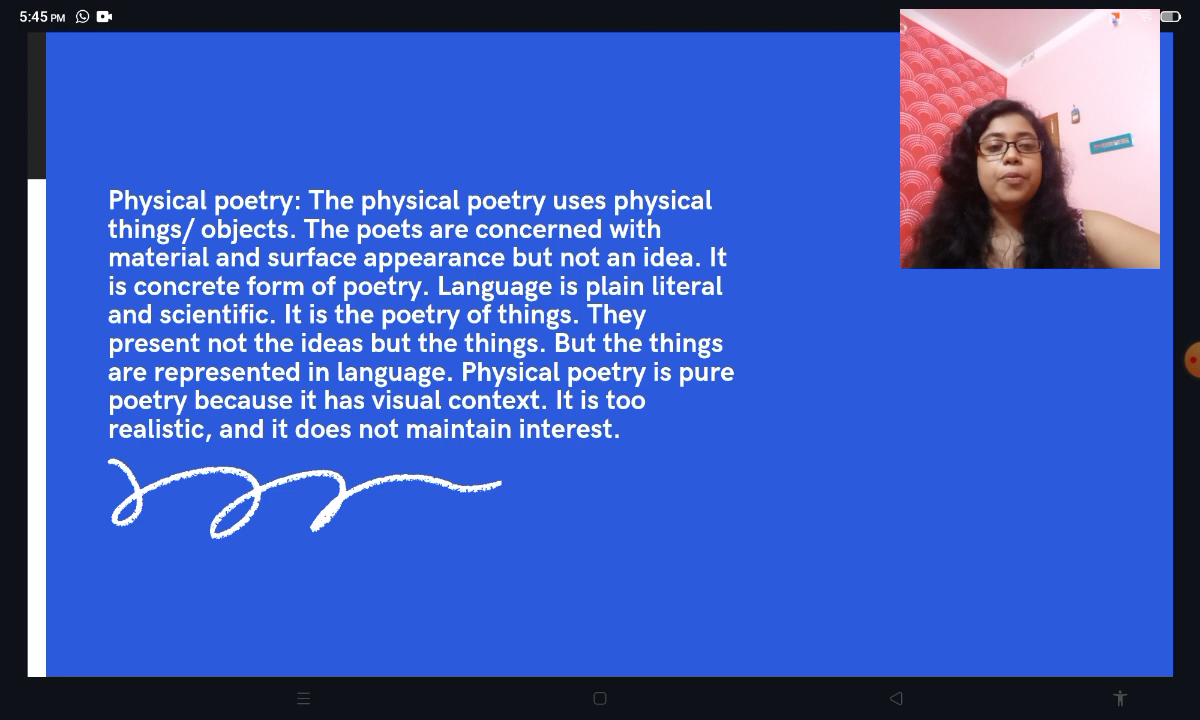 5:45 PM
Physical poetry: The physical poetry uses physical
things/ objects. The poets are concerned with
material and surface appearance but not an idea. It
is concrete form of poetry. Language is plain literal
and scientific. It is the poetry of things. They
present not the ideas but the things. But the things
are represented in language. Physical poetry is pure
poetry because it has visual context. It is too
realistic, and it does not maintain interest.